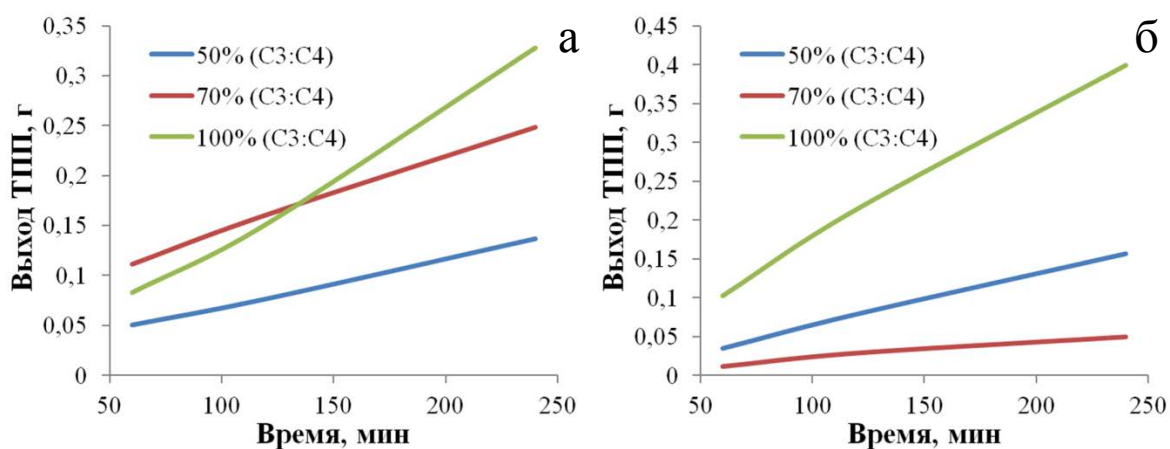 а
0,35
0,3
0,25
0,2
0,15
0,1
0,05
0
50% (С3:С4)
70% (С3:С4)
100% (С3:С4)
Выход ТПП, г
50 100 150 200 250
Время, мин
б
0,45
0,4
0,35
0,3
0,25
0,2
0,15
0,1
0,05
0
50% (С3:С4)
70% (С3:С4)
100% (С3:С4)
Выход ТПП, г
50 100 150 200 250
Время, мин